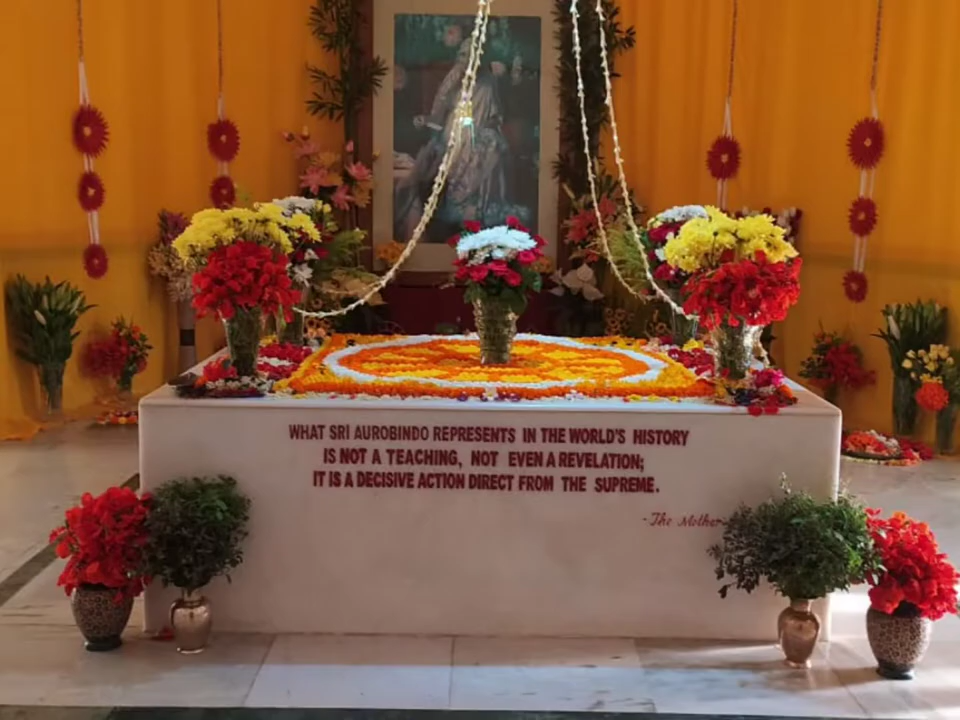 WHAT SRI AUROBINDO REPRESENTS IN THE WORLD'S HISTORY
IS NOT A TEACHING, NOT EVEN A REVELATION;
IT IS A DECISIVE ACTION DIRECT FROM THE SUPREME.
- The Mother